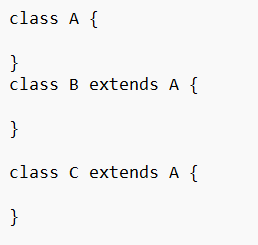 class A {
}
class B extends A {
}
class C extends A {
}